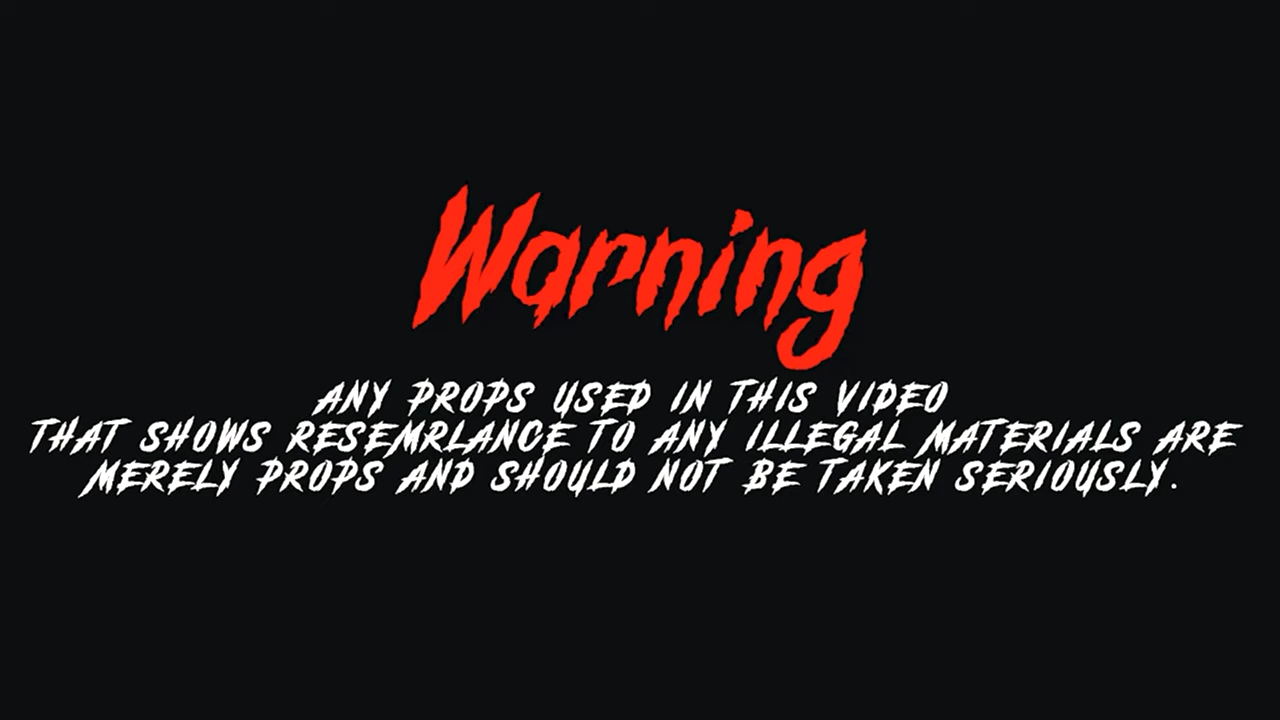 Warning
ANY PROPS USED IN THIS VIDEO
THAT SHOWS RESEMRLANCE TO ANY ILLEGAL MATERIALS ARE
MERELY PROPS AND SHOULD NOT BE TAKEN SERIOUSLY.